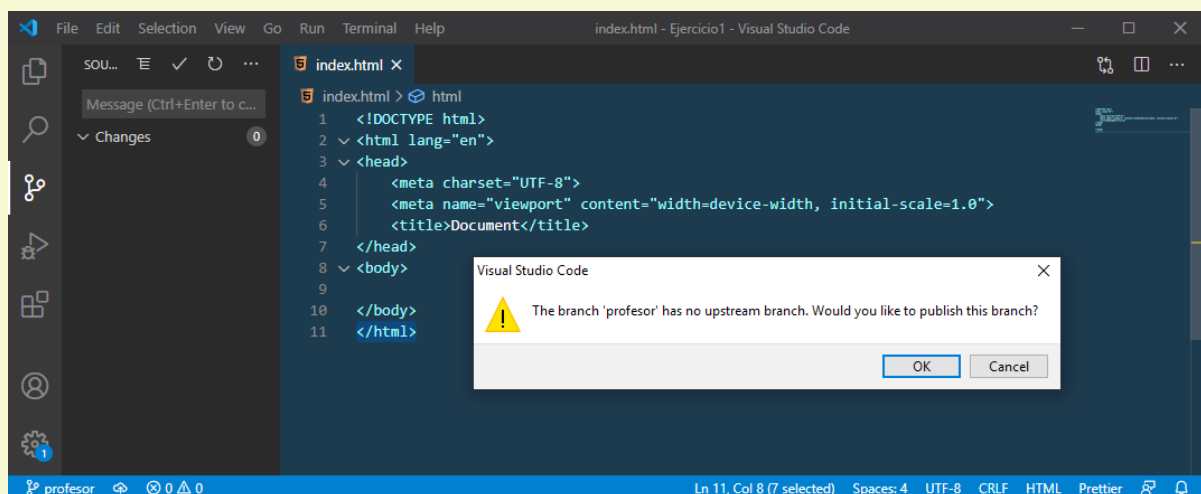 File Edit Selection View Go Run Terminal Help index.html - Ejercicio1 - Visual Studio Code
SOU...
Message (Ctrl+Enter to c...
Changes 0
index.html
index.html > html
1 <!DOCTYPE html>
2 <html lang="en">
3 <head>
4 <meta charset="UTF-8">
5 <meta name="viewport" content="width=device-width, initial-scale=1.0">
6 <title>Document</title>
7 </head>
8 <body>
9
10 </body>
11 </html>
Visual Studio Code
The branch 'profesor' has no upstream branch. Would you like to publish this branch?
OK Cancel
1
profesor 0 0 Ln 11, Col 8 (7 selected) Spaces: 4 UTF-8 CRLF HTML Prettier